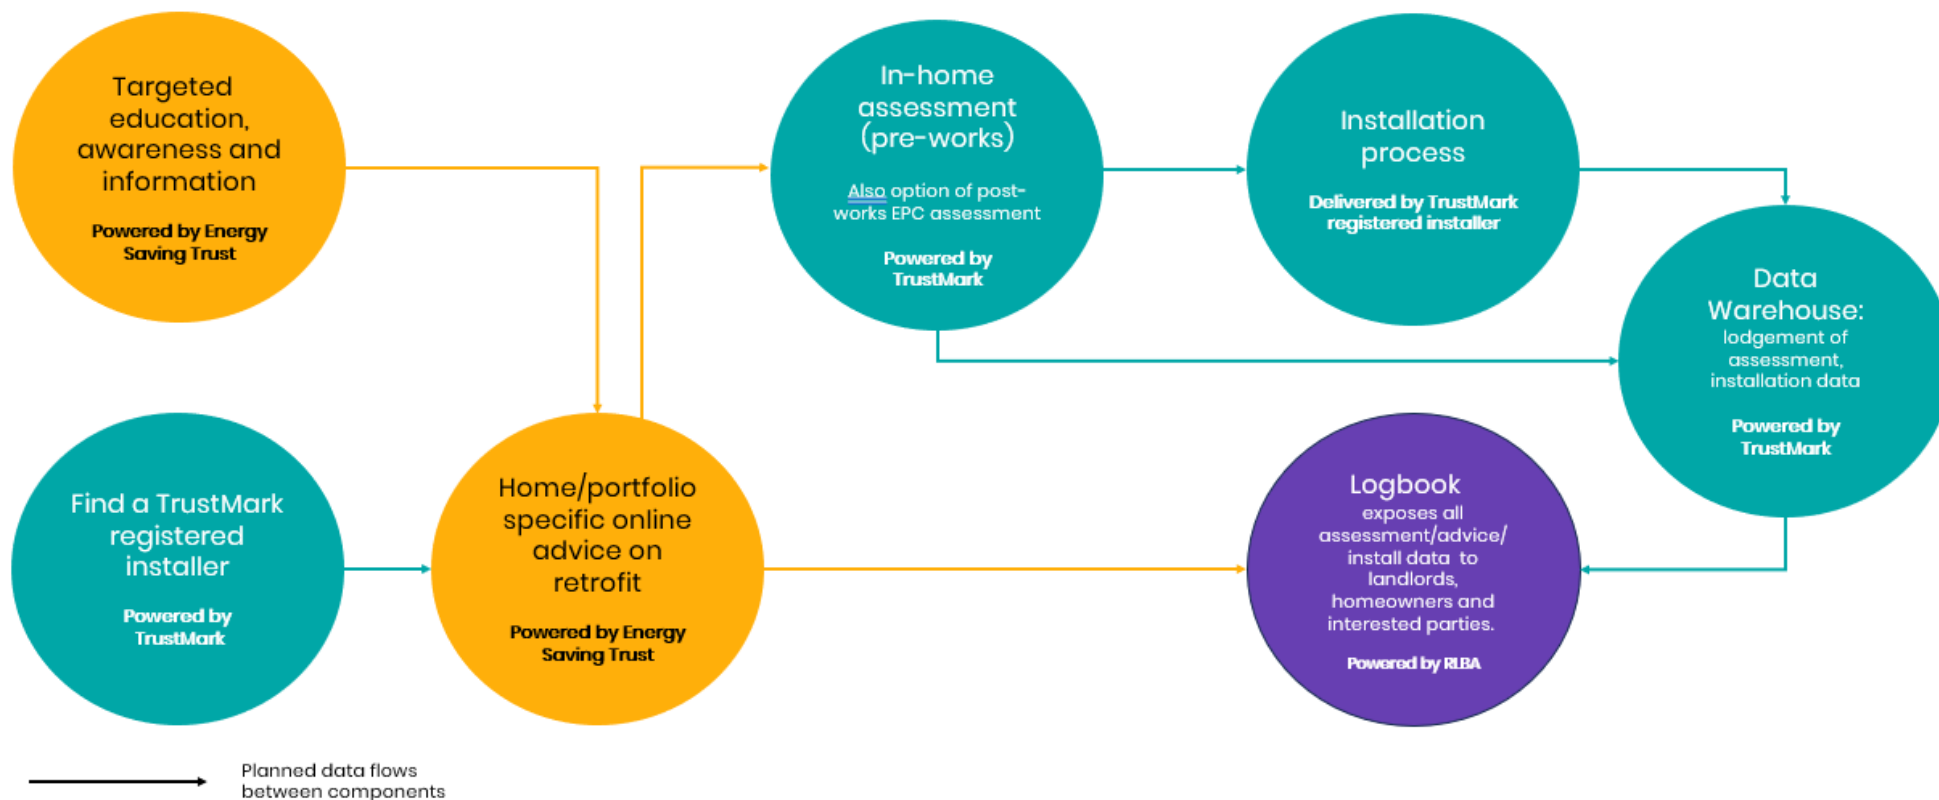 Targeted
education,
awareness and
information
Powered by Energy
Saving Trust
In-home
assessment
(pre-works)
Also option of post-
works EPC assessment
Powered by
TrustMark
Installation
process
Delivered by TrustMark
registered installer
Data
Warehouse:
lodgement of
assessment,
installation data
Powered by
TrustMark
Find a TrustMark
registered
installer
Powered by
TrustMark
Home/portfolio
specific online
advice on
retrofit
Powered by Energy
Saving Trust
Logbook
exposes all
assessment/advice/
install data to
landlords,
homeowners and
interested parties.
Powered by RLBA
Planned data flows
between components